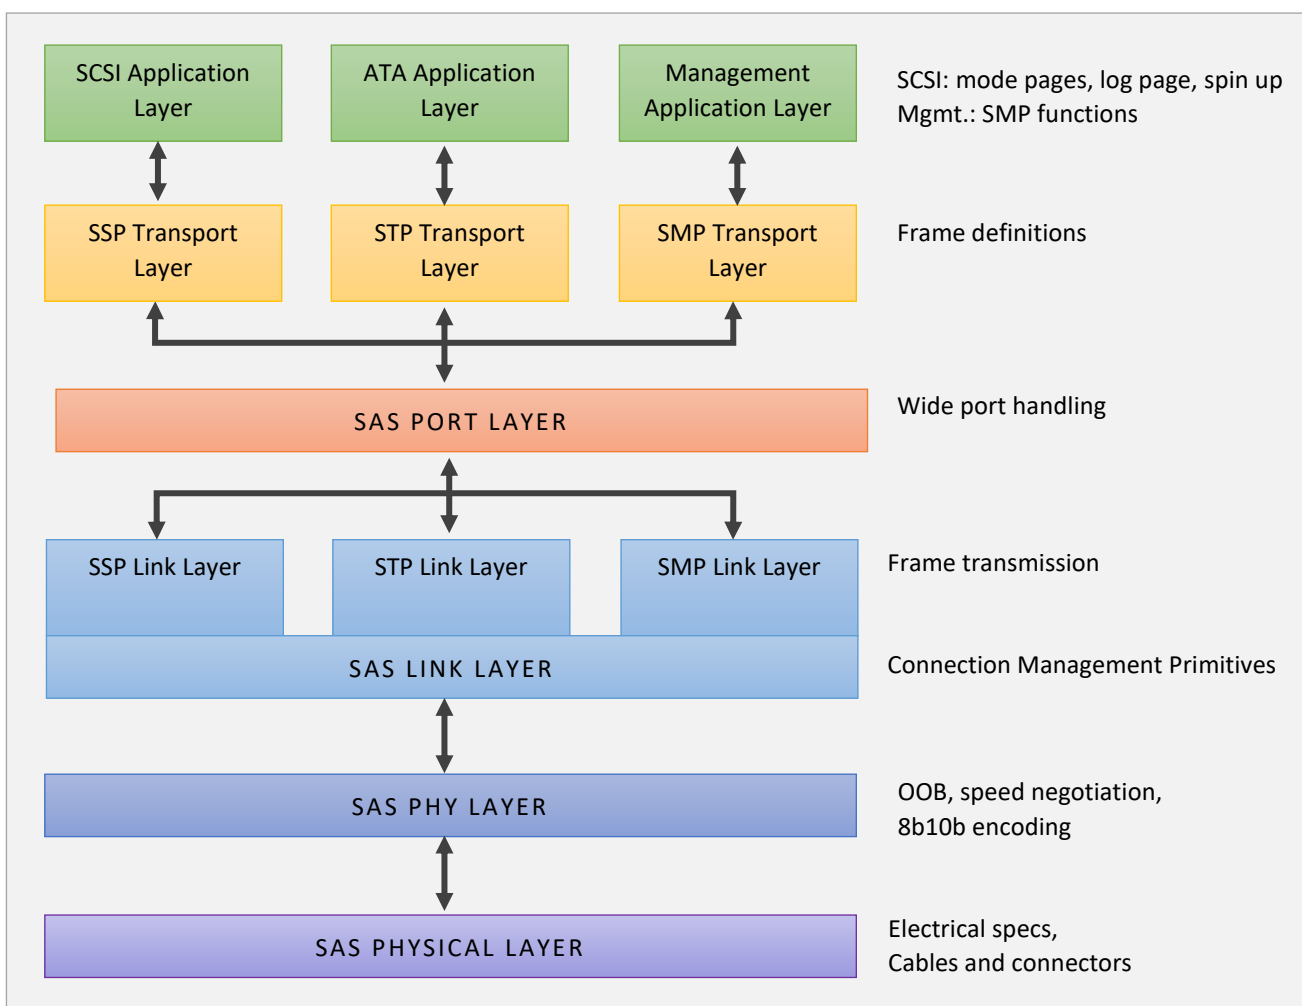 SCSI Application
Layer
ATA Application
Layer
Management
Application Layer
SCSI: mode pages, log page, spin up
Mgmt.: SMP functions
SSP Transport
Layer
STP Transport
Layer
SMP Transport
Layer
Frame definitions
SAS PORT LAYER
Wide port handling
SSP Link Layer
STP Link Layer
SMP Link Layer
Frame transmission
SAS LINK LAYER
Connection Management Primitives
SAS PHY LAYER
OOB, speed negotiation,
8b10b encoding
SAS PHYSICAL LAYER
Electrical specs,
Cables and connectors